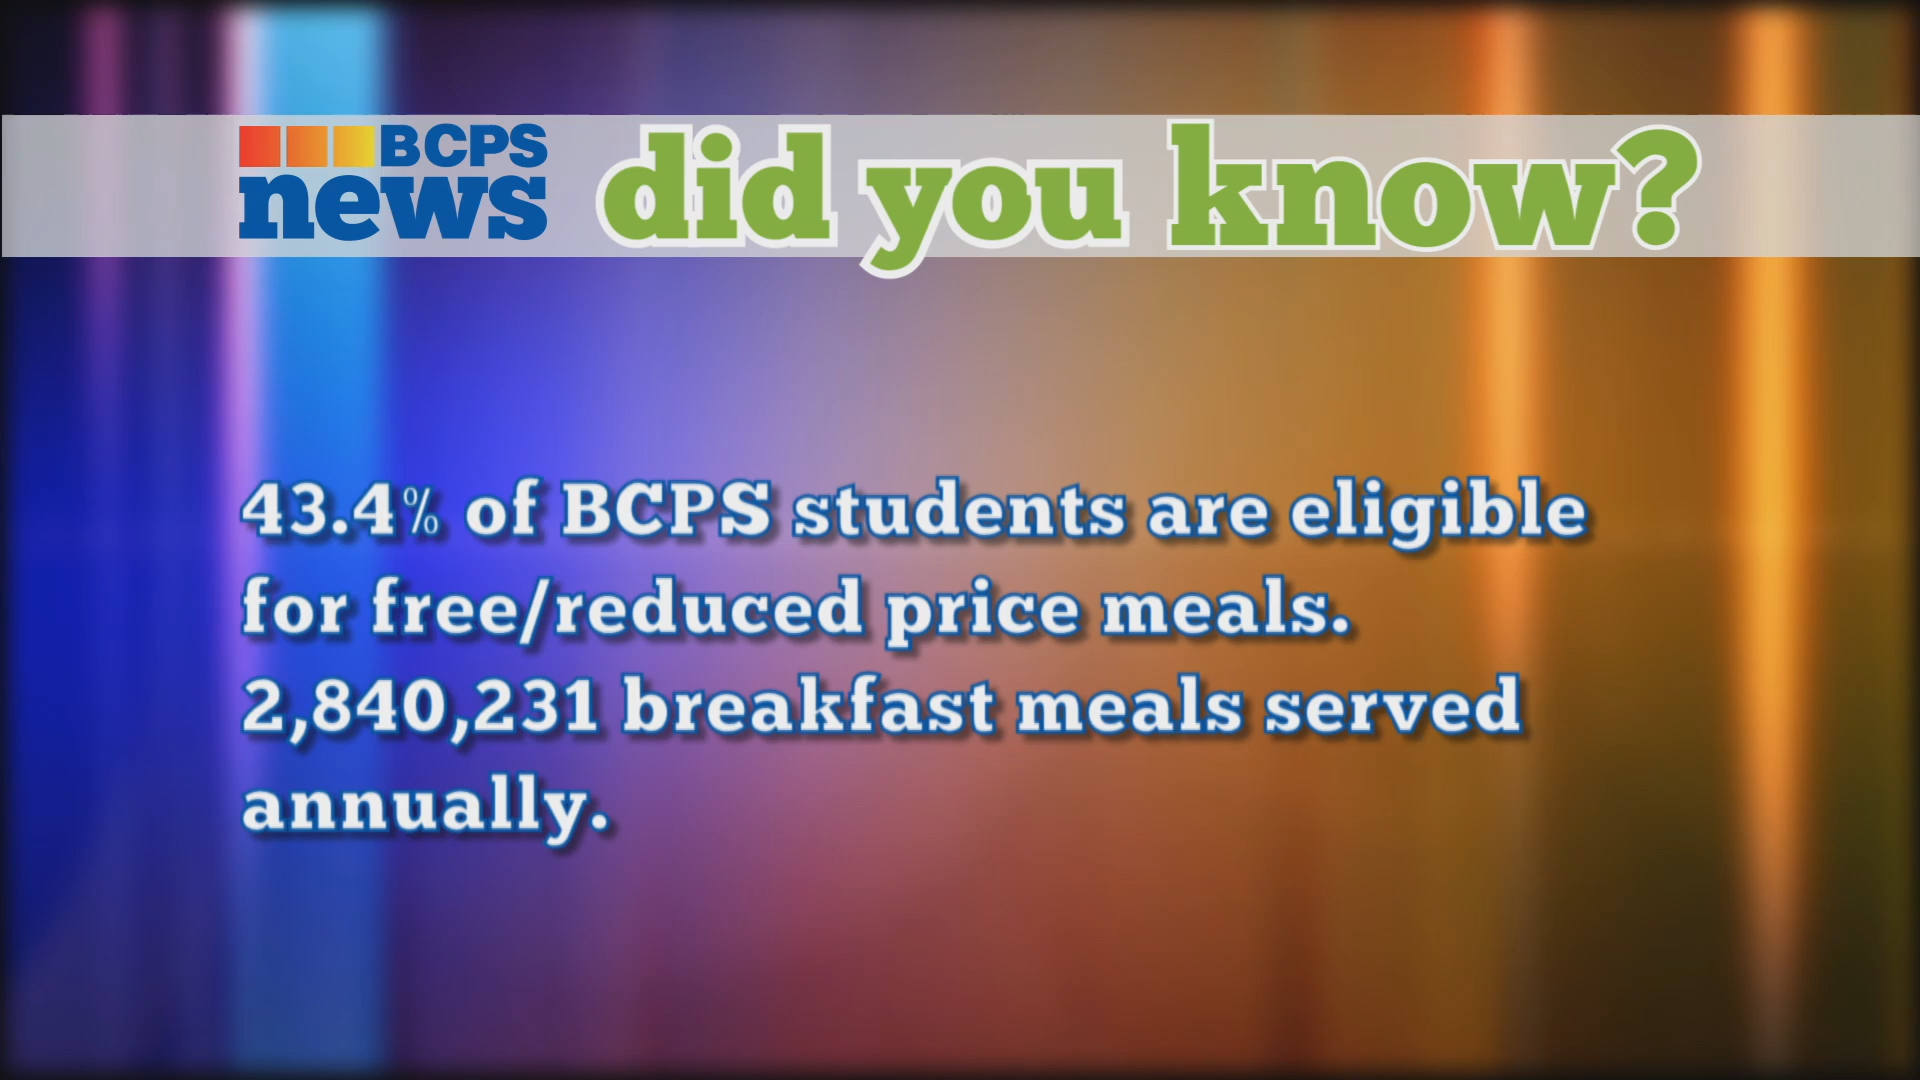 BCPS
news
did you know?
43.4% of BCPS students are eligible
for free/reduced price meals.
2,840,231 breakfast meals served
annually.